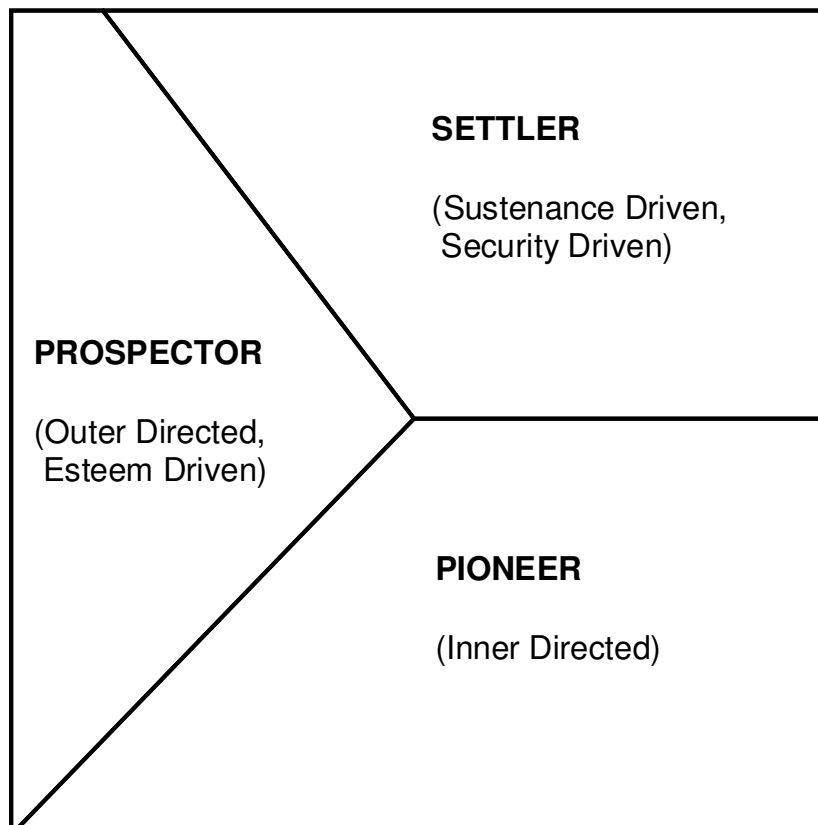 SETTLER
(Sustenance Driven,
Security Driven)
PROSPECTOR
(Outer Directed,
Esteem Driven)
PIONEER
(Inner Directed)